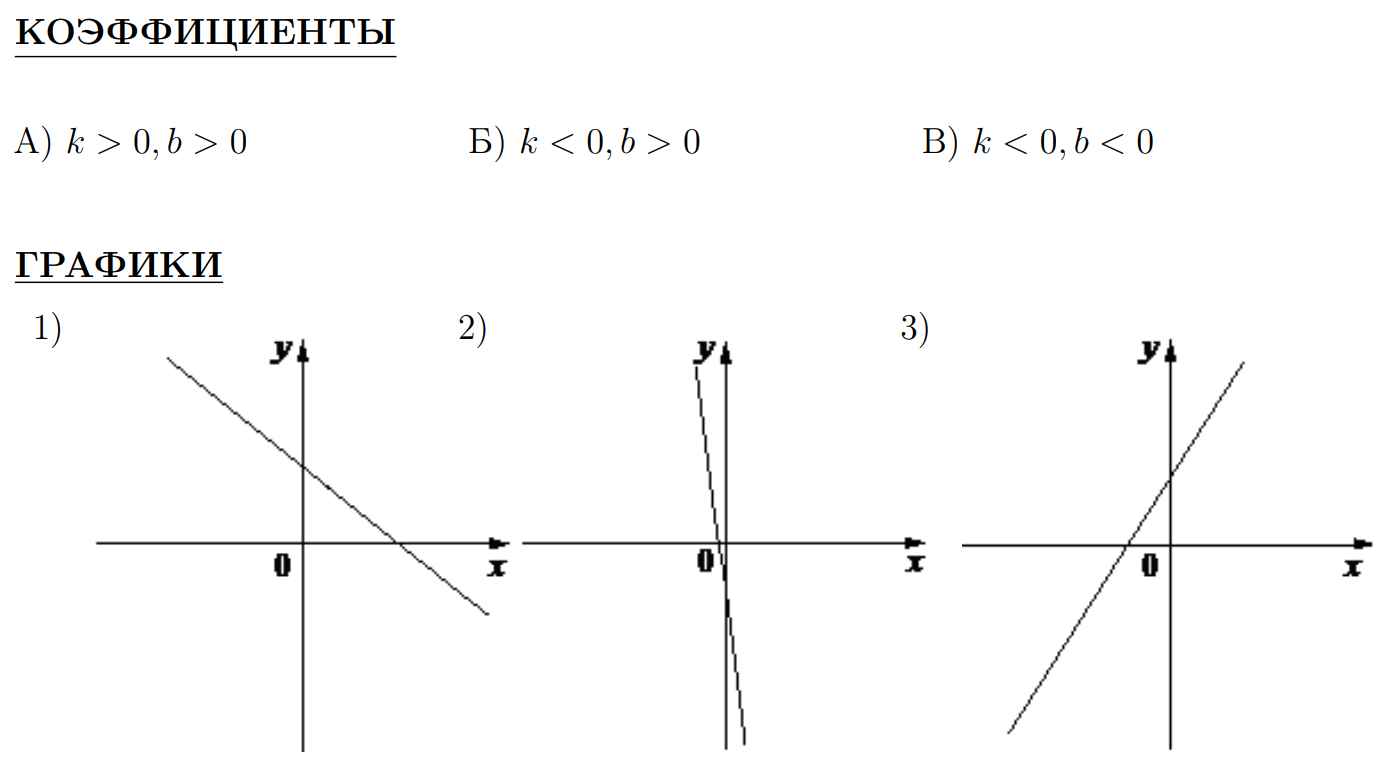 КОЭФФИЦИЕНТЫ
А) k > 0, b > 0 Б) k < 0, b > 0 В) k < 0, b < 0
ГРАФИКИ
1) 2) 3)
y y y
0 x 0 x 0 x